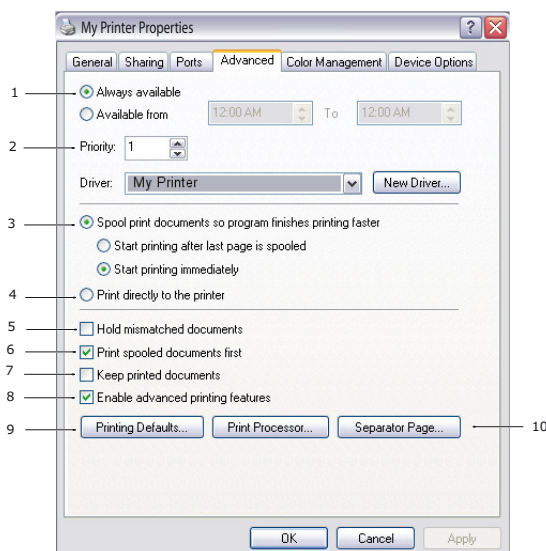 My Printer Properties
General Sharing Ports Advanced Color Management Device Options
1 Always available
Available from 12:00 AM To 12:00 AM
2 Priority: 1
Driver: My Printer New Driver...
3 Spool print documents so program finishes printing faster
Start printing after last page is spooled
Start printing immediately
4 Print directly to the printer
5 Hold mismatched documents
6 Print spooled documents first
7 Keep printed documents
8 Enable advanced printing features
9 Printing Defaults... Print Processor... Separator Page... 10
OK Cancel Apply